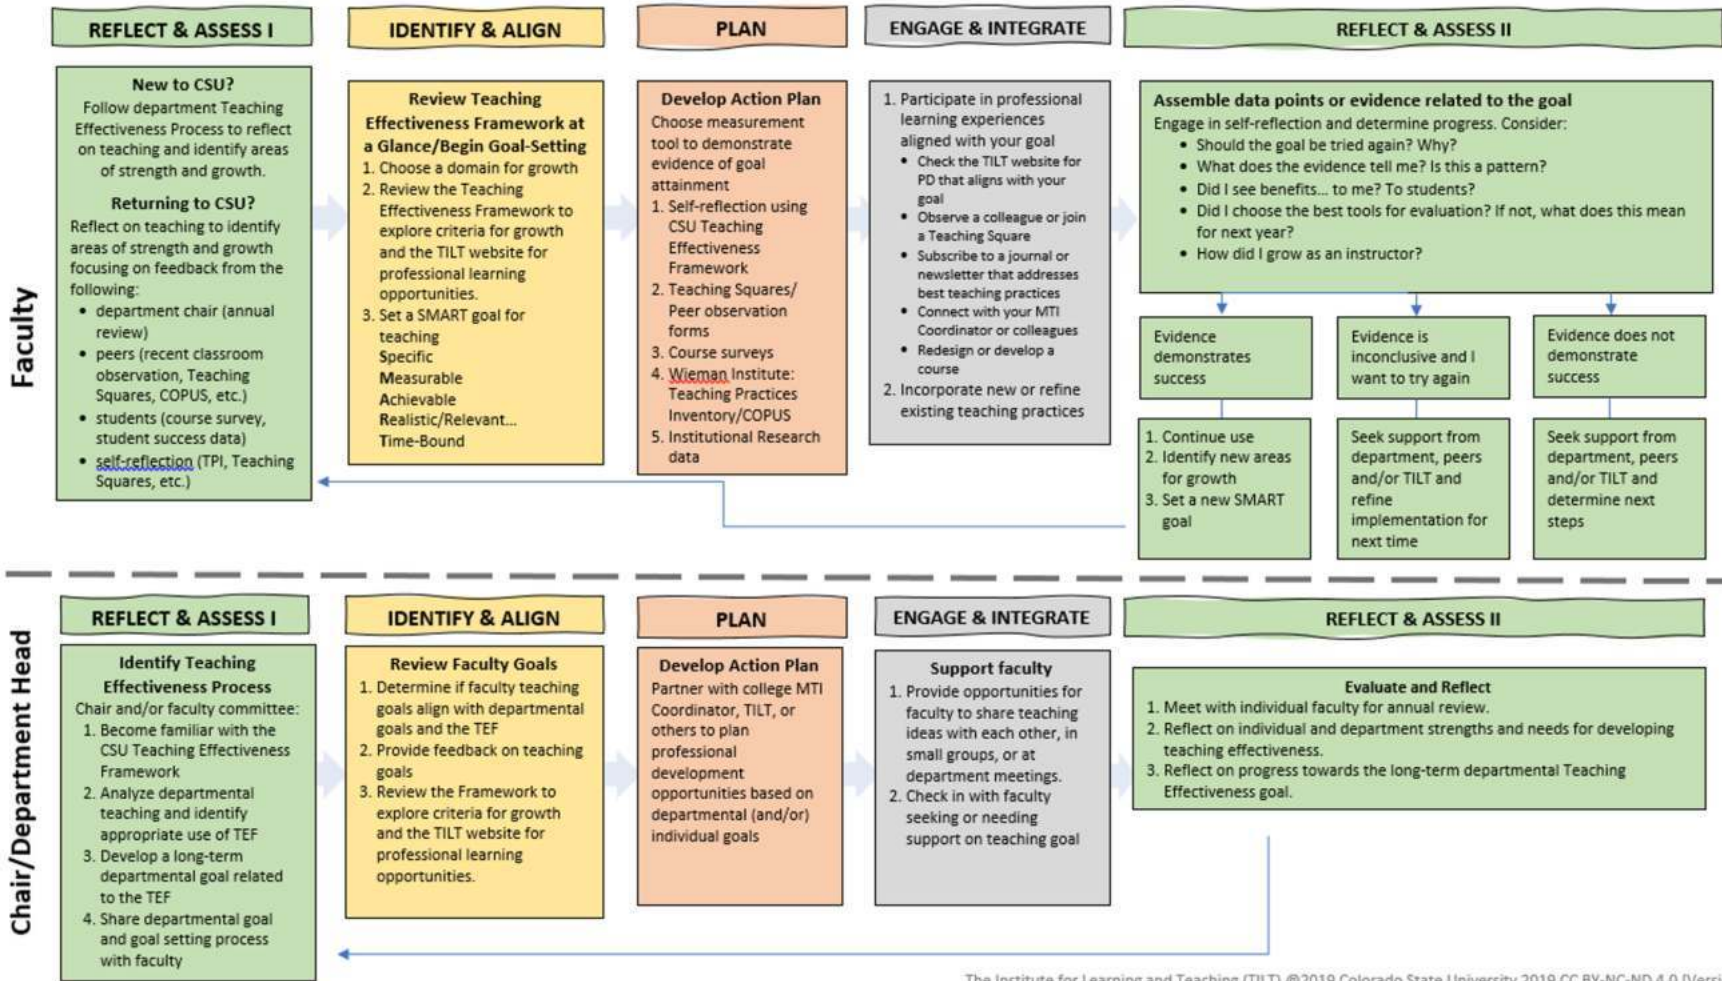 REFLECT & ASSESS I
IDENTIFY & ALIGN
PLAN
ENGAGE & INTEGRATE
REFLECT & ASSESS II
Faculty
New to CSU?
Follow department Teaching
Effectiveness Process to reflect
on teaching and identify areas
of strength and growth.
Returning to CSU?
Reflect on teaching to identify
areas of strength and growth
focusing on feedback from the
following:
• department chair (annual
review)
• peers (recent classroom
observation, Teaching
Squares, COPUS, etc.)
• students (course survey,
student success data)
• self-reflection (TPI, Teaching
Squares, etc.)
Review Teaching
Effectiveness Framework at
a Glance/Begin Goal-Setting
1. Choose a domain for growth
2. Review the Teaching
Effectiveness Framework to
explore criteria for growth
and the TILT website for
professional learning
opportunities.
3. Set a SMART goal for
teaching
Specific
Measurable
Achievable
Realistic/Relevant...
Time-Bound
Develop Action Plan
Choose measurement
tool to demonstrate
evidence of goal
attainment
1. Self-reflection using
CSU Teaching
Effectiveness
Framework
2. Teaching Squares/
Peer observation
forms
3. Course surveys
4. Wieman Institute:
Teaching Practices
Inventory/COPUS
5. Institutional Research
data
1. Participate in professional
learning experiences
aligned with your goal
• Check the TILT website for
PD that aligns with your
goal
• Observe a colleague or join
a Teaching Square
• Subscribe to a journal or
newsletter that addresses
best teaching practices
• Connect with your MTI
Coordinator or colleagues
• Redesign or develop a
course
2. Incorporate new or refine
existing teaching practices
Assemble data points or evidence related to the goal
Engage in self-reflection and determine progress. Consider:
• Should the goal be tried again? Why?
• What does the evidence tell me? Is this a pattern?
• Did I see benefits... to me? To students?
• Did I choose the best tools for evaluation? If not, what does this mean
for next year?
• How did I grow as an instructor?
Evidence
demonstrates
success
Evidence is
inconclusive and I
want to try again
Evidence does not
demonstrate
success
1. Continue use
2. Identify new areas
for growth
3. Set a new SMART
goal
Seek support from
department, peers
and/or TILT and
refine
implementation for
next time
Seek support from
department, peers
and/or TILT and
determine next
steps
Chair/Department Head
REFLECT & ASSESS I
IDENTIFY & ALIGN
PLAN
ENGAGE & INTEGRATE
REFLECT & ASSESS II
Identify Teaching
Effectiveness Process
Chair and/or faculty committee:
1. Become familiar with the
CSU Teaching Effectiveness
Framework
2. Analyze departmental
teaching and identify
appropriate use of TEF
3. Develop a long-term
departmental goal related
to the TEF
4. Share departmental goal
and goal setting process
with faculty
Review Faculty Goals
1. Determine if faculty teaching
goals align with departmental
goals and the TEF
2. Provide feedback on teaching
goals
3. Review the Framework to
explore criteria for growth
and the TILT website for
professional learning
opportunities.
Develop Action Plan
Partner with college MTI
Coordinator, TILT, or
others to plan
professional
development
opportunities based on
departmental (and/or)
individual goals
Support faculty
1. Provide opportunities for
faculty to share teaching
ideas with each other, in
small groups, or at
department meetings.
2. Check in with faculty
seeking or needing
support on teaching goal
Evaluate and Reflect
1. Meet with individual faculty for annual review.
2. Reflect on individual and department strengths and needs for developing
teaching effectiveness.
3. Reflect on progress towards the long-term departmental Teaching
Effectiveness goal.
The Institute for Learning and Teaching (TILT) @2019 Colorado State University 2019 CC BY-NC-ND 4.0